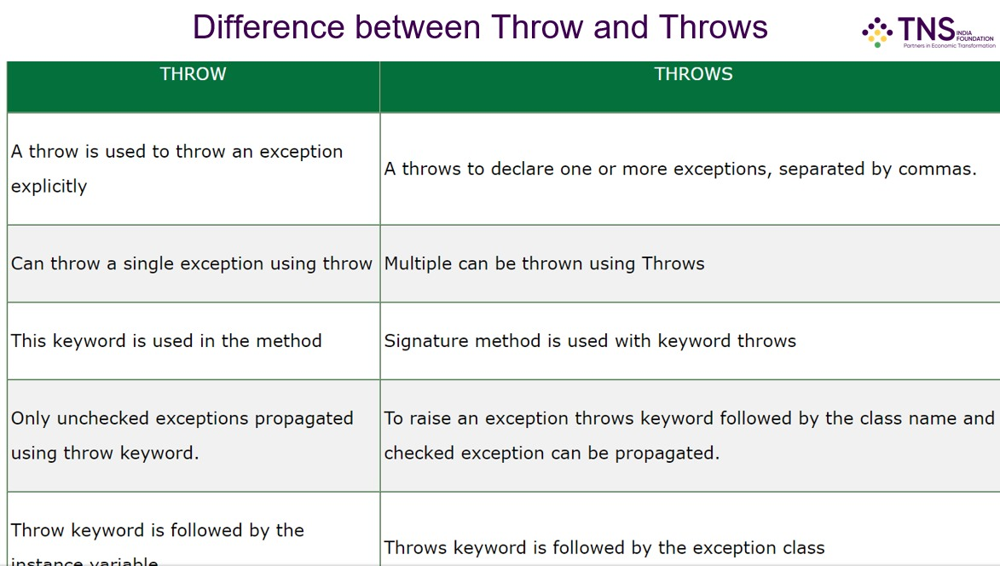 Difference between Throw and Throws
TNS INDIA
FOUNDATION
Partners in Economic Transformation
THROW
THROWS
A throw is used to throw an exception
explicitly
A throws to declare one or more exceptions, separated by commas.
Can throw a single exception using throw
Multiple can be thrown using Throws
This keyword is used in the method
Signature method is used with keyword throws
Only unchecked exceptions propagated
using throw keyword.
To raise an exception throws keyword followed by the class name and
checked exception can be propagated.
Throw keyword is followed by the
instance variable
Throws keyword is followed by the exception class